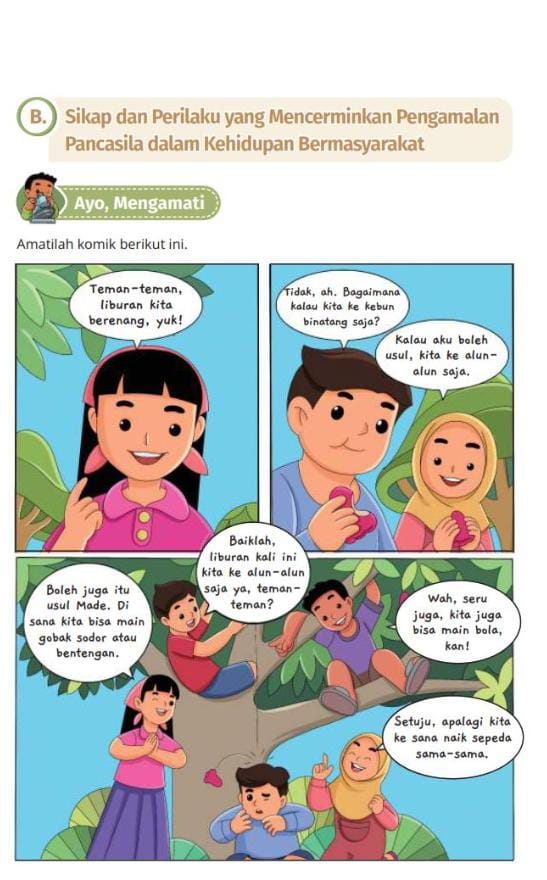 B. Sikap dan Perilaku yang Mencerminkan Pengamalan
Pancasila dalam Kehidupan Bermasyarakat
Ayo, Mengamati
Amatilah komik berikut ini.
Teman-teman,
liburan kita
berenang, yuk!
Tidak, ah. Bagaimana
kalau kita ke kebun
binatang saja?
Kalau aku boleh
usul, kita ke alun-
alun saja.
Baiklah,
liburan kali ini
kita ke alun-alun
saja ya, teman-
teman?
Boleh juga itu
usul Made. Di
sana kita bisa main
gobak sodor atau
bentengan.
Wah, seru
juga, kita juga
bisa main bola,
kan!
Setuju, apalagi kita
ke sana naik sepeda
sama-sama.